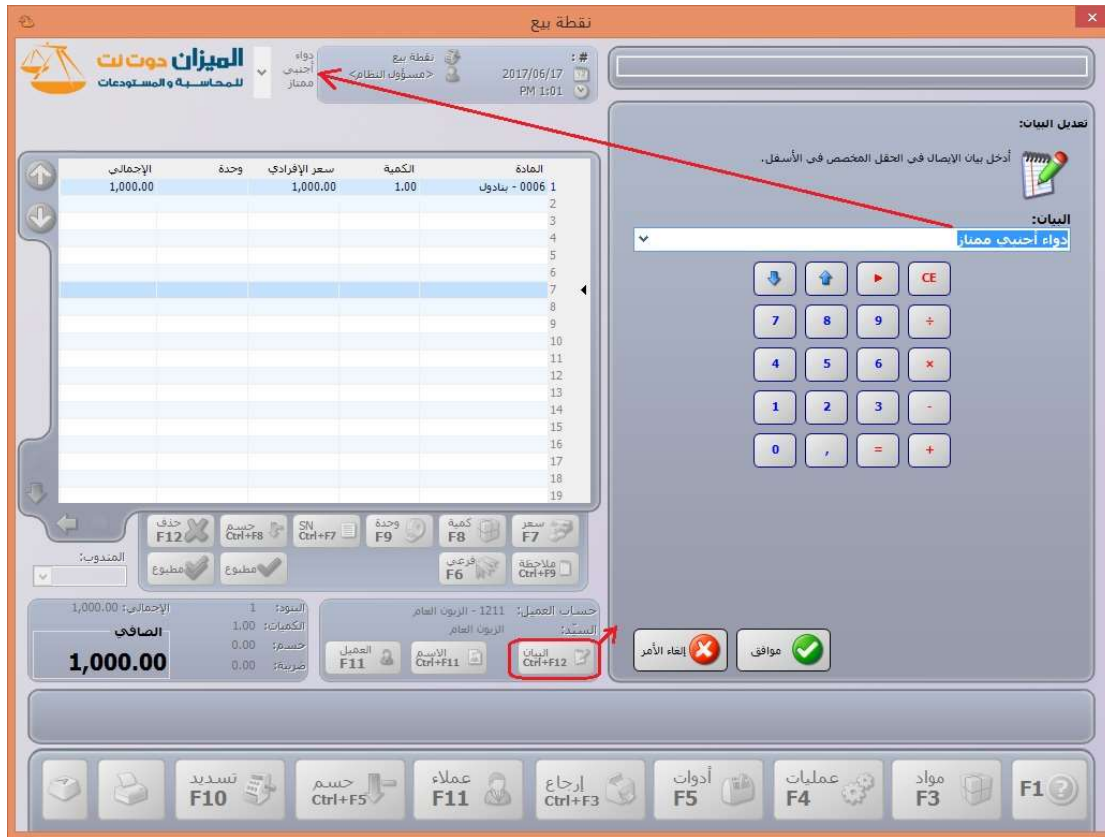 نقطة بيع
الميزان دوت نت
للمحاسبة والمستودعات
دواء
أجنبي
ممتاز
نقطة بيع
<مسؤول النظام>
# :
2017/06/17
PM 1:01
تعديل البيان:
أدخل بيان الإيصال في الحقل المخصص في الأسفل.
البيان:
دواء أجنبي ممتاز
CE
7 8 9 ÷
4 5 6 ×
1 2 3 -
0 , = +
موافق
إلغاء الأمر
المادة الكمية سعر الإفرادي وحدة الإجمالي
1 0006 - بنادول 1.00 1,000.00 1,000.00
2
3
4
5
6
7
8
9
10
11
12
13
14
15
16
17
18
19
سعر F7
كمية F8
وحدة F9
SN Ctrl+F7
حسم Ctrl+F8
حذف F12
ملاحظة Ctrl+F9
فرعي F6
مطبوع
مطبوع
المندوب:
حساب العميل: 1211 - الزبون العام
السيّد: الزبون العام
البيان Ctrl+F12
الاسم Ctrl+F11
العميل F11
البنود: 1
الكميات: 1.00
حسم: 0.00
ضريبة: 0.00
الإجمالي: 1,000.00
الصافي
1,000.00
F1
مواد F3
عمليات F4
أدوات F5
إرجاع Ctrl+F3
عملاء F11
حسم Ctrl+F5
تسديد F10